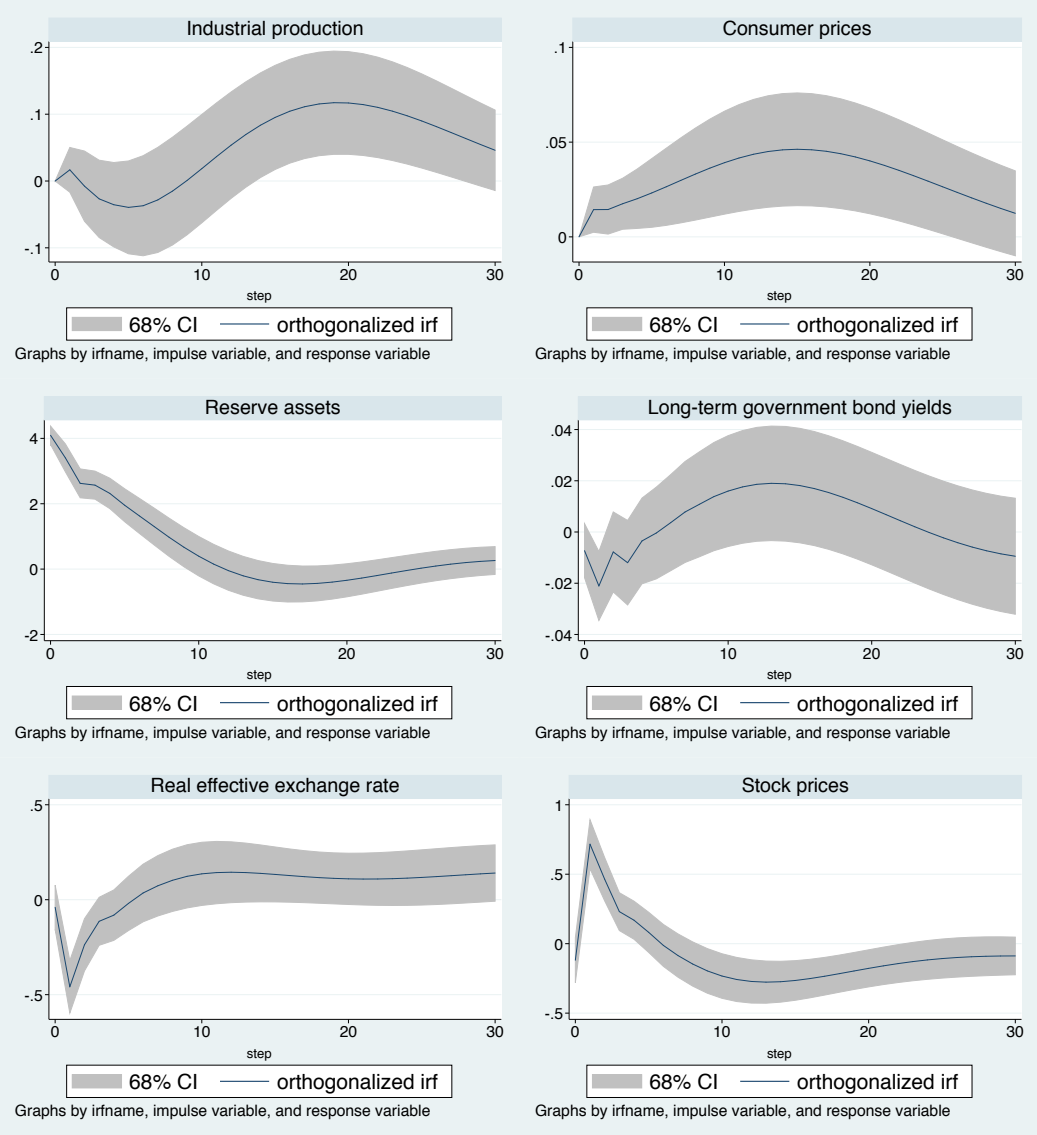 Industrial production
.2
.1
0
-.1
0 10 20 30
step
68% CI orthogonalized irf
Graphs by irfname, impulse variable, and response variable
Consumer prices
.1
.05
0
0 10 20 30
step
68% CI orthogonalized irf
Graphs by irfname, impulse variable, and response variable
Reserve assets
4
2
0
-2
0 10 20 30
step
68% CI orthogonalized irf
Graphs by irfname, impulse variable, and response variable
Long-term government bond yields
.04
.02
0
-.02
-.04
0 10 20 30
step
68% CI orthogonalized irf
Graphs by irfname, impulse variable, and response variable
Real effective exchange rate
.5
0
-.5
0 10 20 30
step
68% CI orthogonalized irf
Graphs by irfname, impulse variable, and response variable
Stock prices
1
.5
0
-.5
0 10 20 30
step
68% CI orthogonalized irf
Graphs by irfname, impulse variable, and response variable